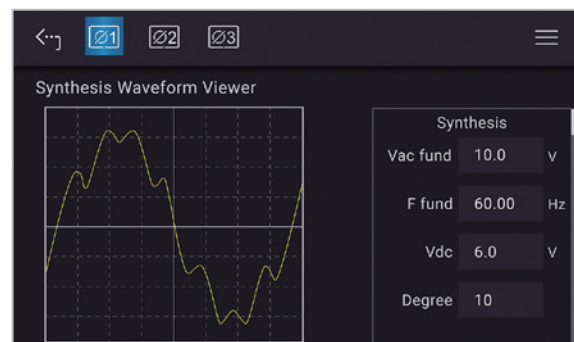 Ø1 Ø2 Ø3
Synthesis Waveform Viewer
Synthesis
Vac fund 10.0 V
F fund 60.00 Hz
Vdc 6.0 V
Degree 10